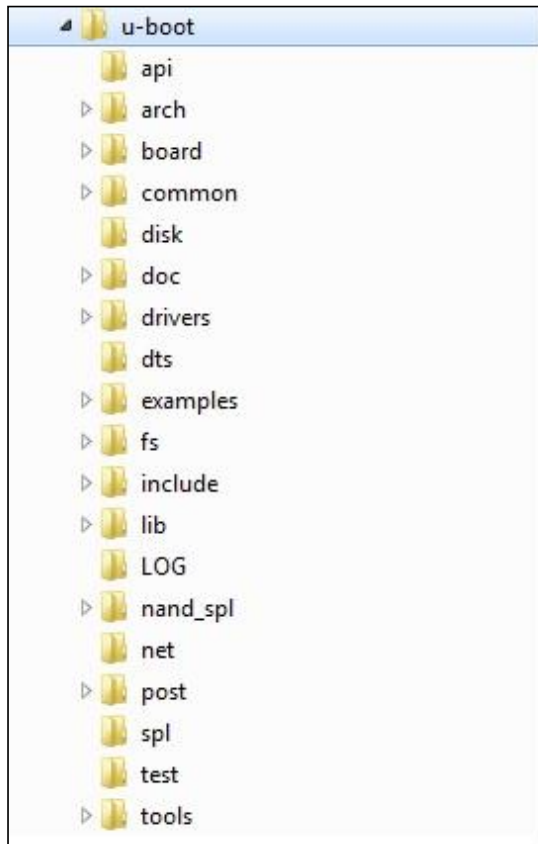 u-boot
api
arch
board
common
disk
doc
drivers
dts
examples
fs
include
lib
LOG
nand_spl
net
post
spl
test
tools